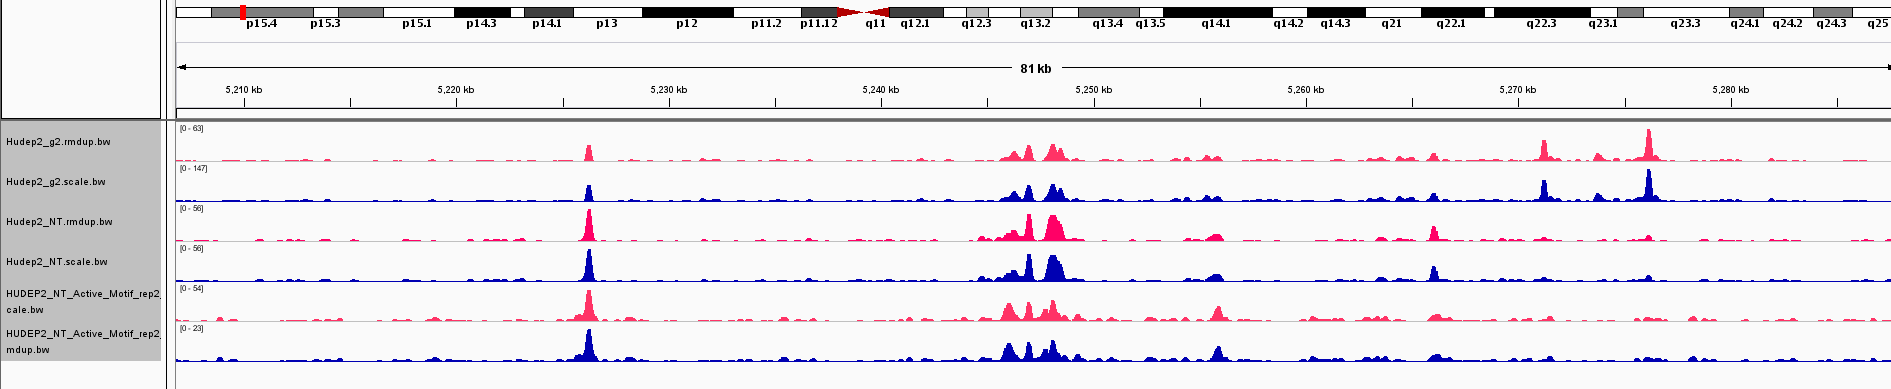 p15.4 p15.3 p15.1 p14.3 p14.1 p13 p12 p11.2 p11.12 q11 q12.1 q12.3 q13.2 q13.4 q13.5 q14.1 q14.2 q14.3 q21 q22.1 q22.3 q23.1 q23.3 q24.1 q24.2 q24.3 q25
81 kb
5,210 kb 5,220 kb 5,230 kb 5,240 kb 5,250 kb 5,260 kb 5,270 kb 5,280 kb
[0 - 63]
Hudep2_g2.rmdup.bw
[0 - 147]
Hudep2_g2.scale.bw
[0 - 56]
Hudep2_NT.rmdup.bw
[0 - 56]
Hudep2_NT.scale.bw
[0 - 54]
HUDEP2_NT_Active_Motif_rep2_
cale.bw
[0 - 23]
HUDEP2_NT_Active_Motif_rep2_
mdup.bw